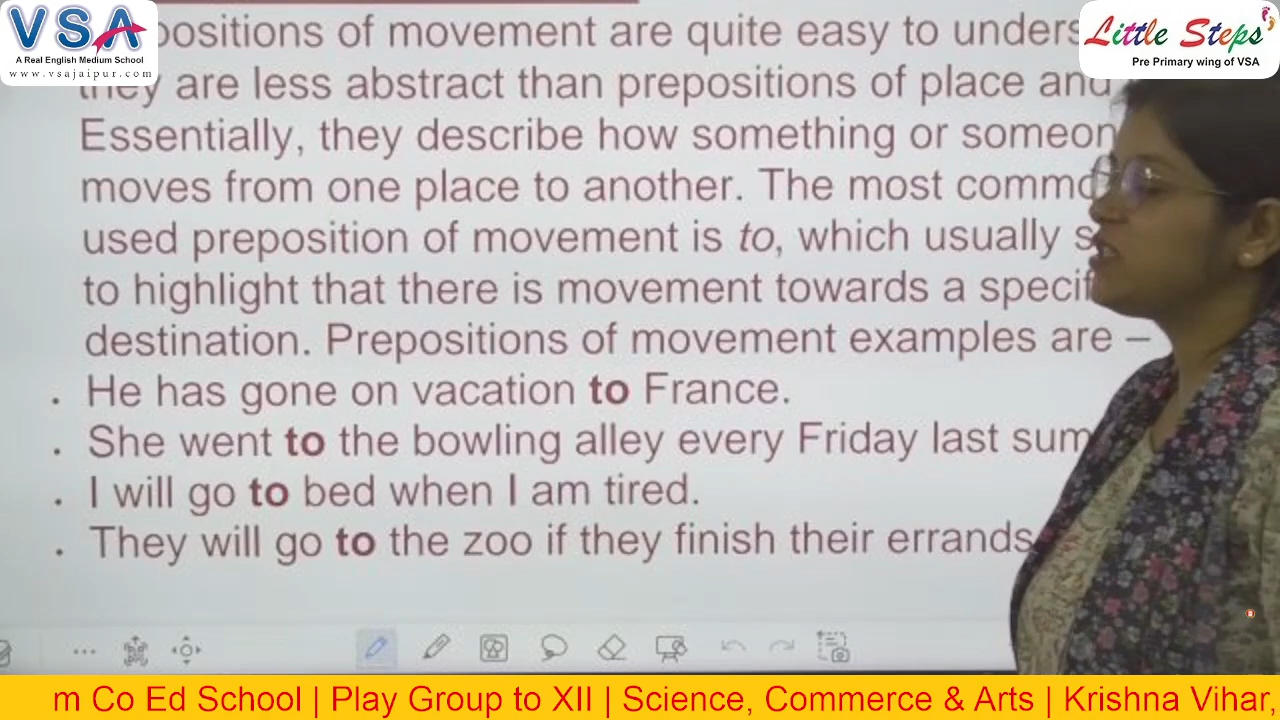 VSA
A Real English Medium School
www.vsajaipur.com
Little Steps
Pre Primary wing of VSA
positions of movement are quite easy to unders
they are less abstract than prepositions of place and
Essentially, they describe how something or someon
moves from one place to another. The most commo
used preposition of movement is to, which usually s
to highlight that there is movement towards a specif
destination. Prepositions of movement examples are –
. He has gone on vacation to France.
. She went to the bowling alley every Friday last sum
. I will go to bed when I am tired.
. They will go to the zoo if they finish their errands
m Co Ed School | Play Group to XII | Science, Commerce & Arts | Krishna Vihar,